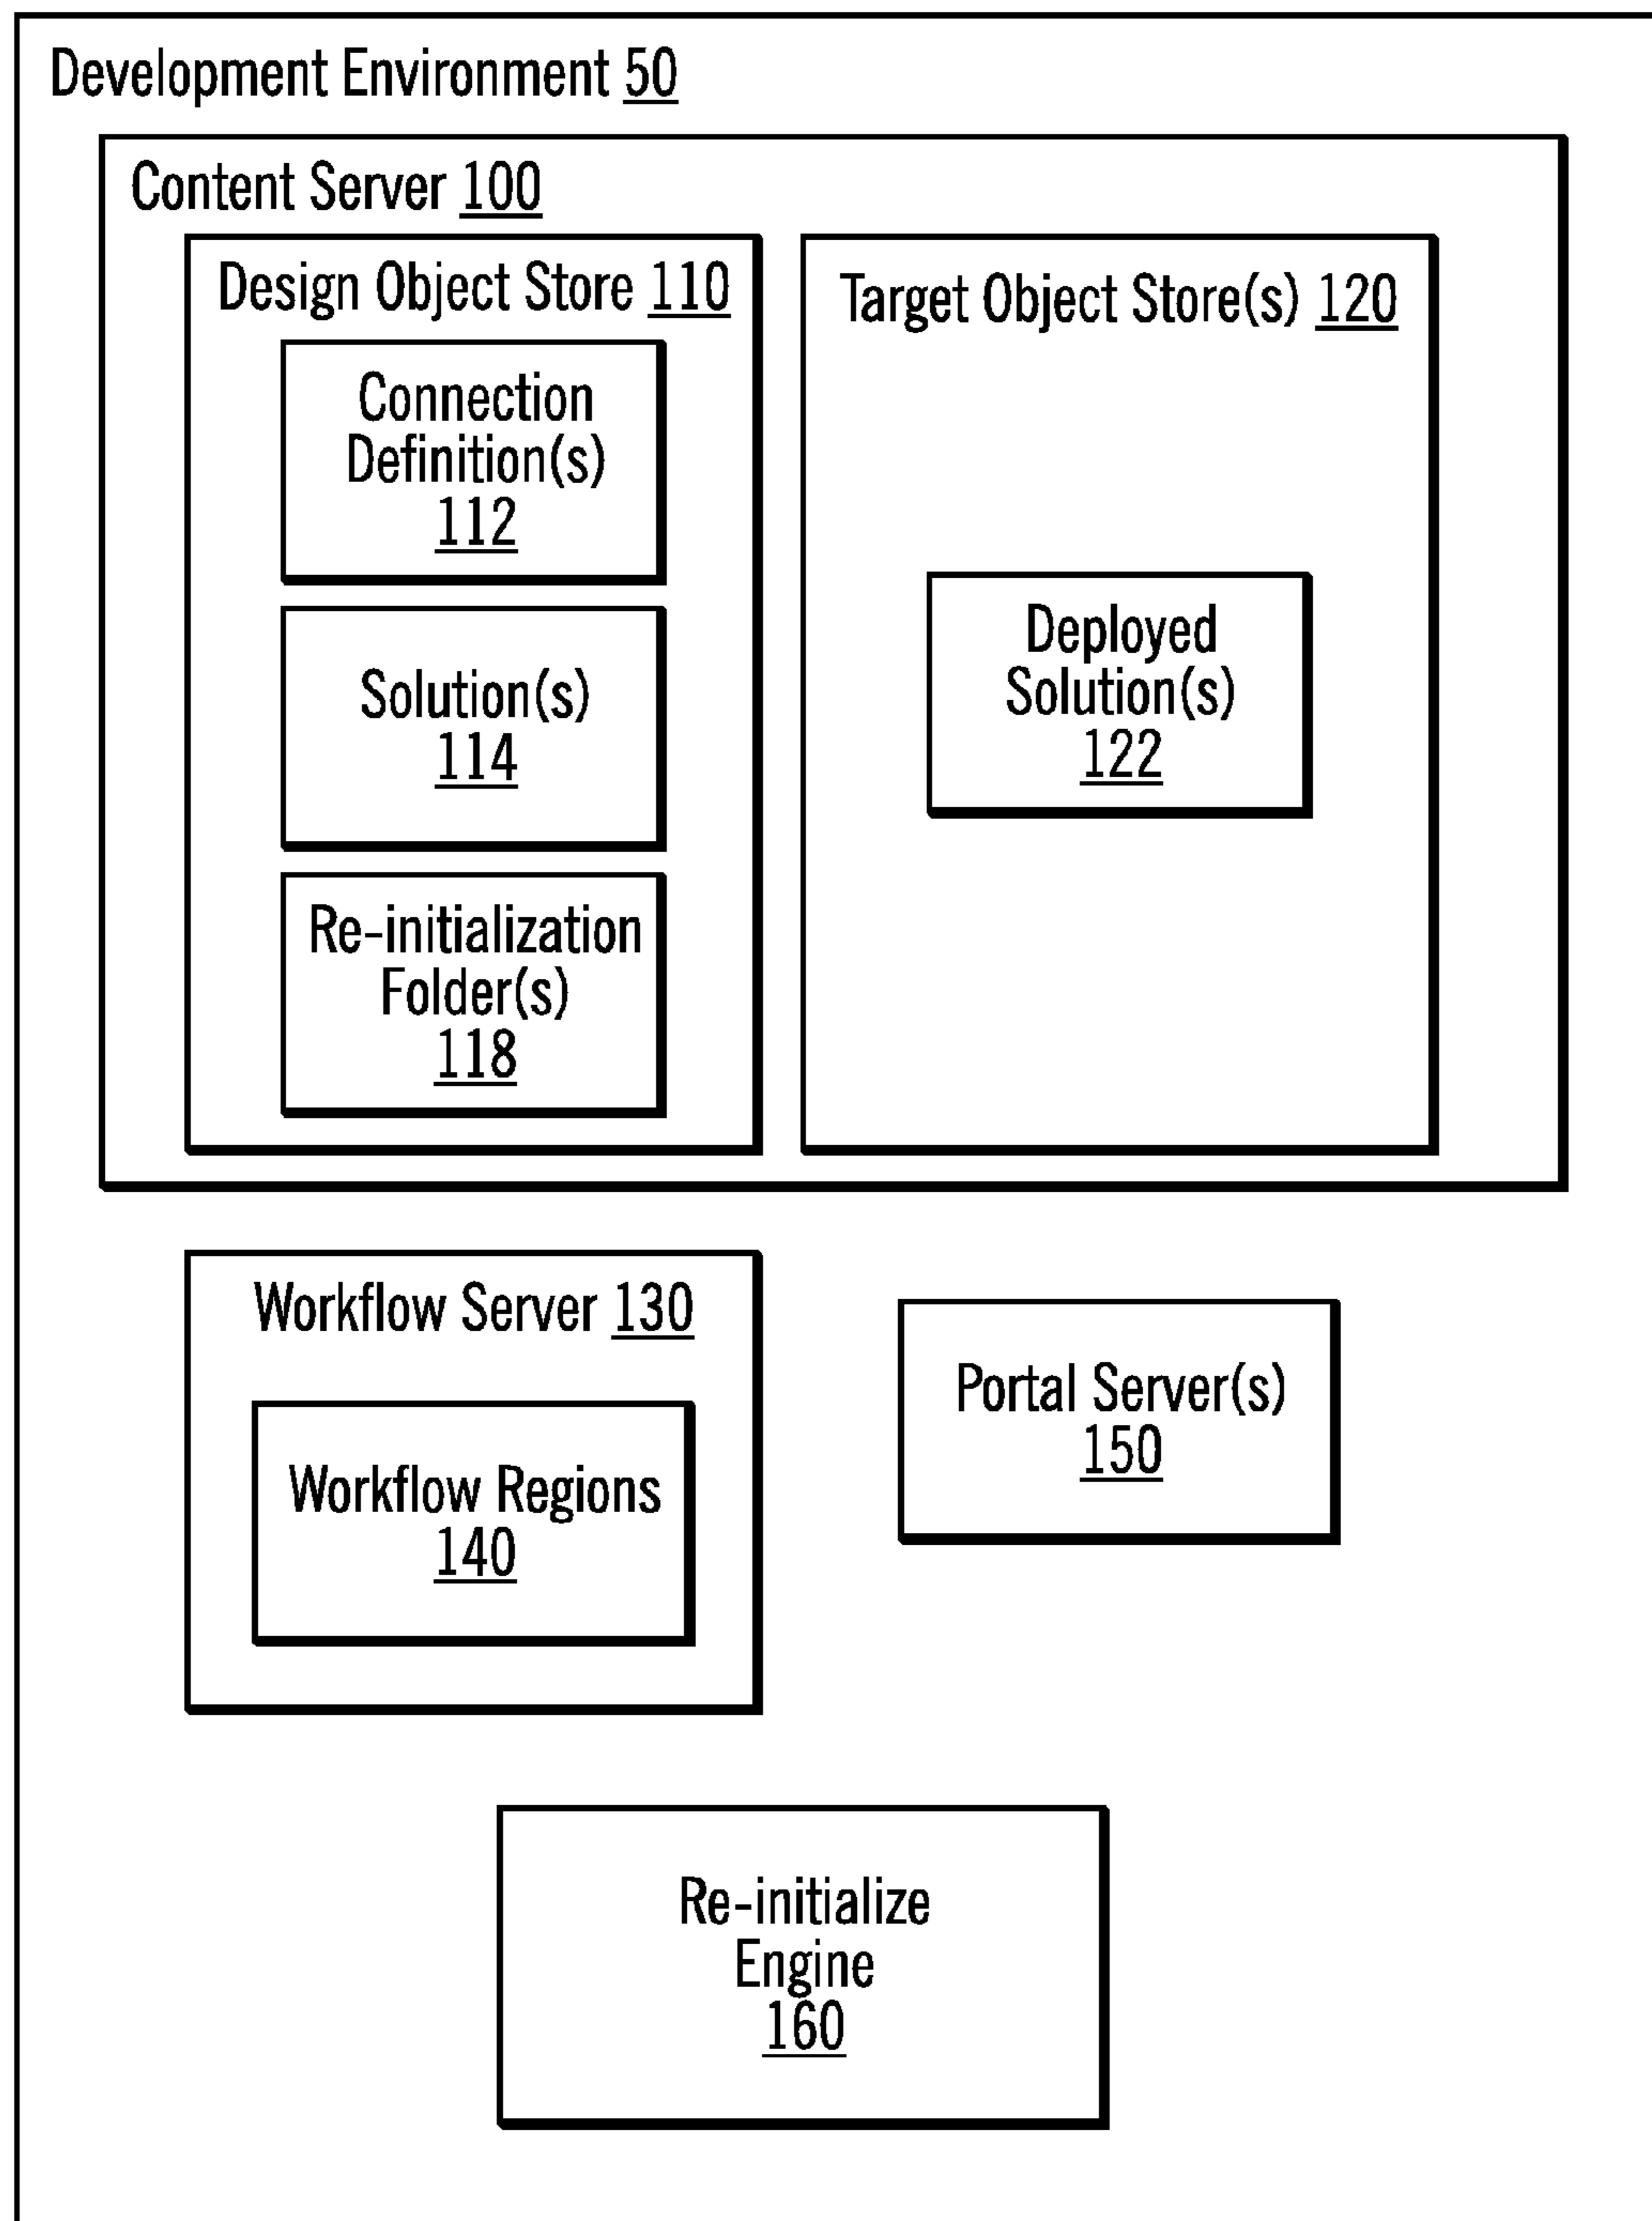 Development Environment 50
Content Server 100
Design Object Store 110
Connection
Definition(s)
112
Solution(s)
114
Re-initialization
Folder(s)
118
Target Object Store(s) 120
Deployed
Solution(s)
122
Workflow Server 130
Workflow Regions
140
Portal Server(s)
150
Re-initialize
Engine
160